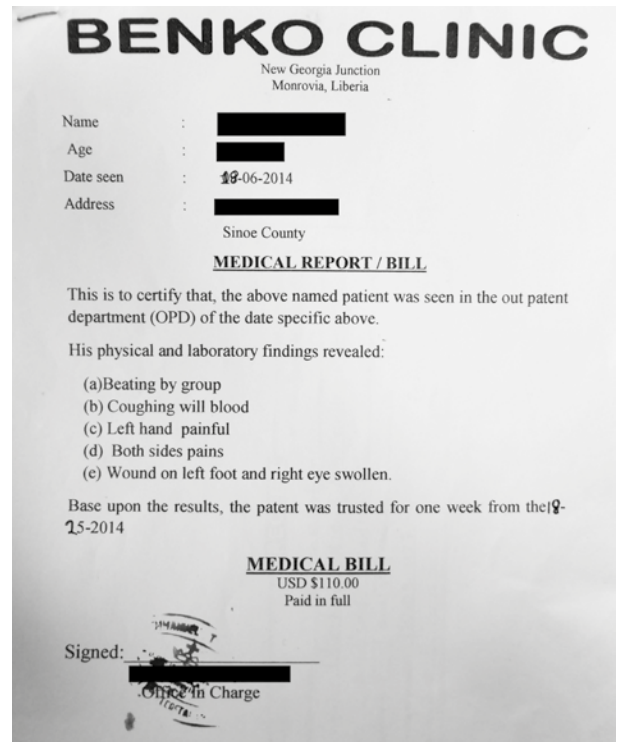 BENKO CLINIC
New Georgia Junction
Monrovia, Liberia
Name :
Age :
Date seen : 18-06-2014
Address :
Sinoe County
MEDICAL REPORT / BILL
This is to certify that, the above named patient was seen in the out patent
department (OPD) of the date specific above.
His physical and laboratory findings revealed:
(a)Beating by group
(b) Coughing will blood
(c) Left hand painful
(d) Both sides pains
(e) Wound on left foot and right eye swollen.
Base upon the results, the patent was trusted for one week from the18-
25-2014
MEDICAL BILL
USD $110.00
Paid in full
Signed:
Office in Charge